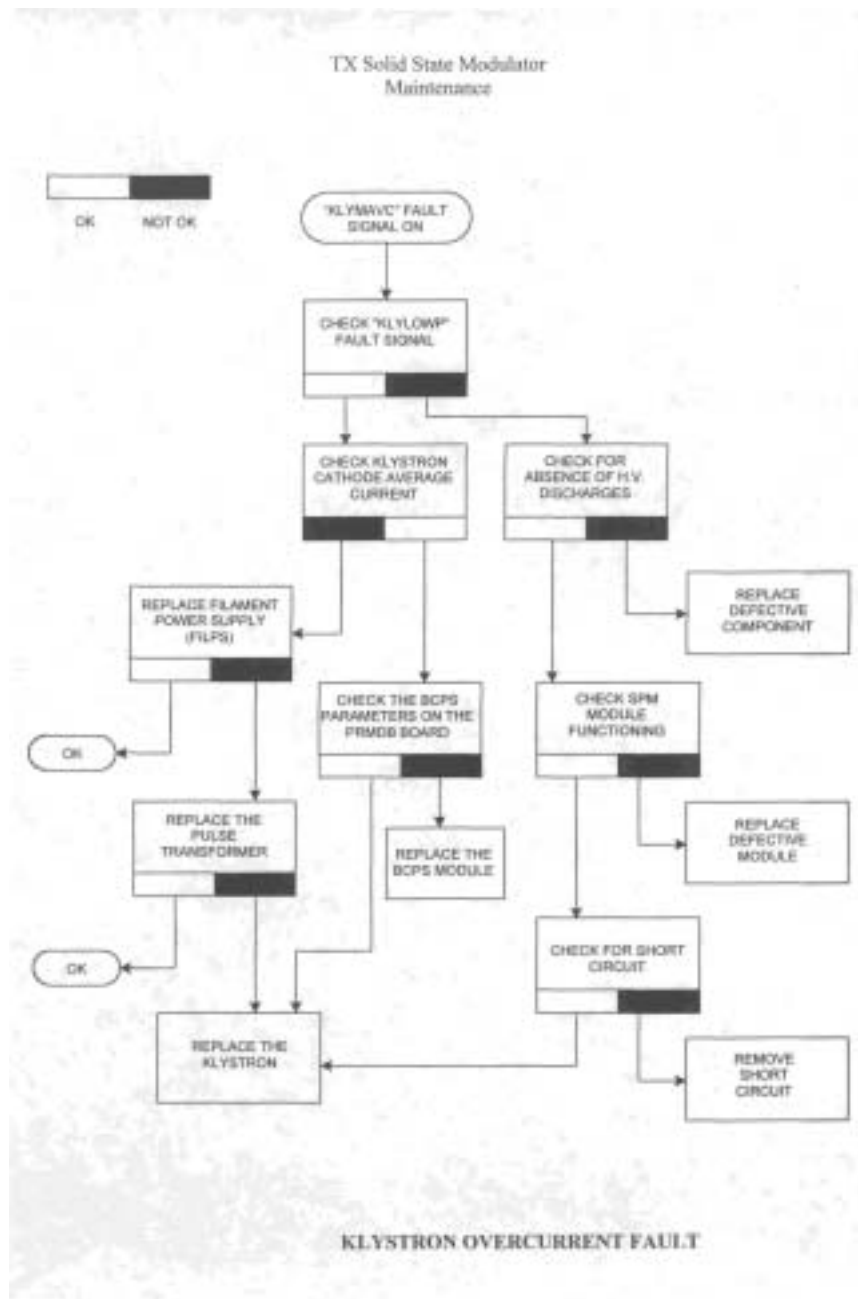 TX Solid State Modulator
Maintenance
OK
NOT OK
"KLYMAVC" FAULT
SIGNAL ON
CHECK "KLYLOWP"
FAULT SIGNAL
CHECK KLYSTRON
CATHODE AVERAGE
CURRENT
CHECK FOR
ABSENCE OF H.V.
DISCHARGES
REPLACE FILAMENT
POWER SUPPLY
(FILPS)
REPLACE
DEFECTIVE
COMPONENT
CHECK THE BCPS
PARAMETERS ON THE
PRMDB BOARD
CHECK SPM
MODULE
FUNCTIONING
OK
REPLACE THE
PULSE
TRANSFORMER
REPLACE THE
BCPS MODULE
REPLACE
DEFECTIVE
MODULE
CHECK FOR SHORT
CIRCUIT
OK
REPLACE THE
KLYSTRON
REMOVE
SHORT
CIRCUIT
KLYSTRON OVERCURRENT FAULT